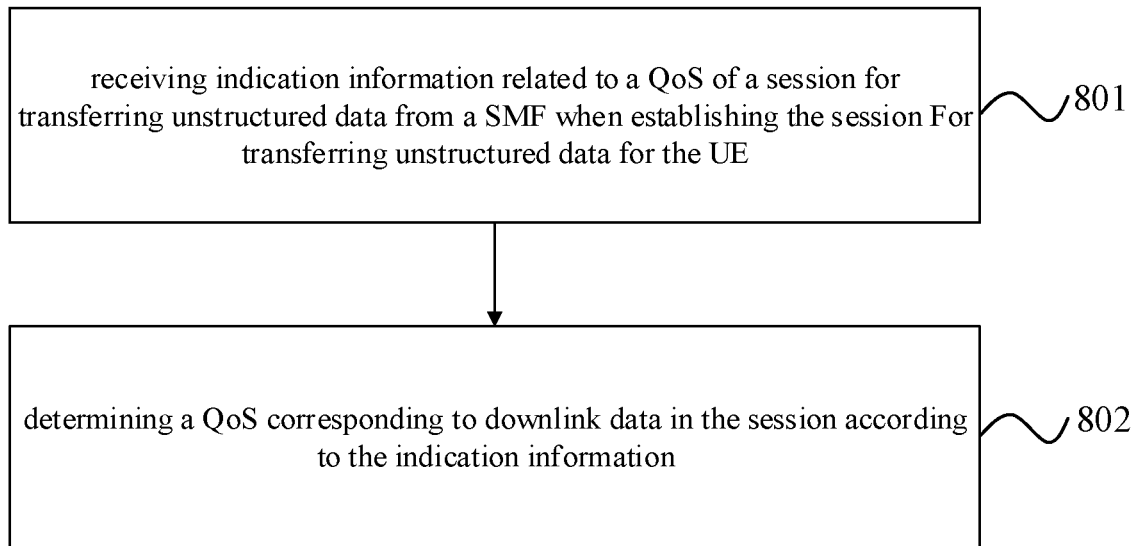 receiving indication information related to a QoS of a session for
transferring unstructured data from a SMF when establishing the session For
transferring unstructured data for the UE
801
determining a QoS corresponding to downlink data in the session according
to the indication information
802